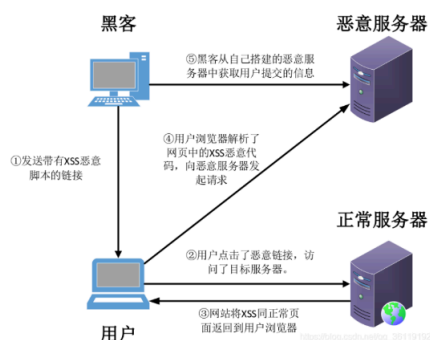 黑客
恶意服务器
⑤黑客从自己搭建的恶意服
务器中获取用户提交的信息
④用户浏览器解析了
网页中的XSS恶意代
码，向恶意服务器发
起请求
①发送带有XSS恶意
脚本的链接
正常服务器
②用户点击了恶意链接，访
问了目标服务器。
③网站将XSS同正常页
面返回到用户浏览器
用户